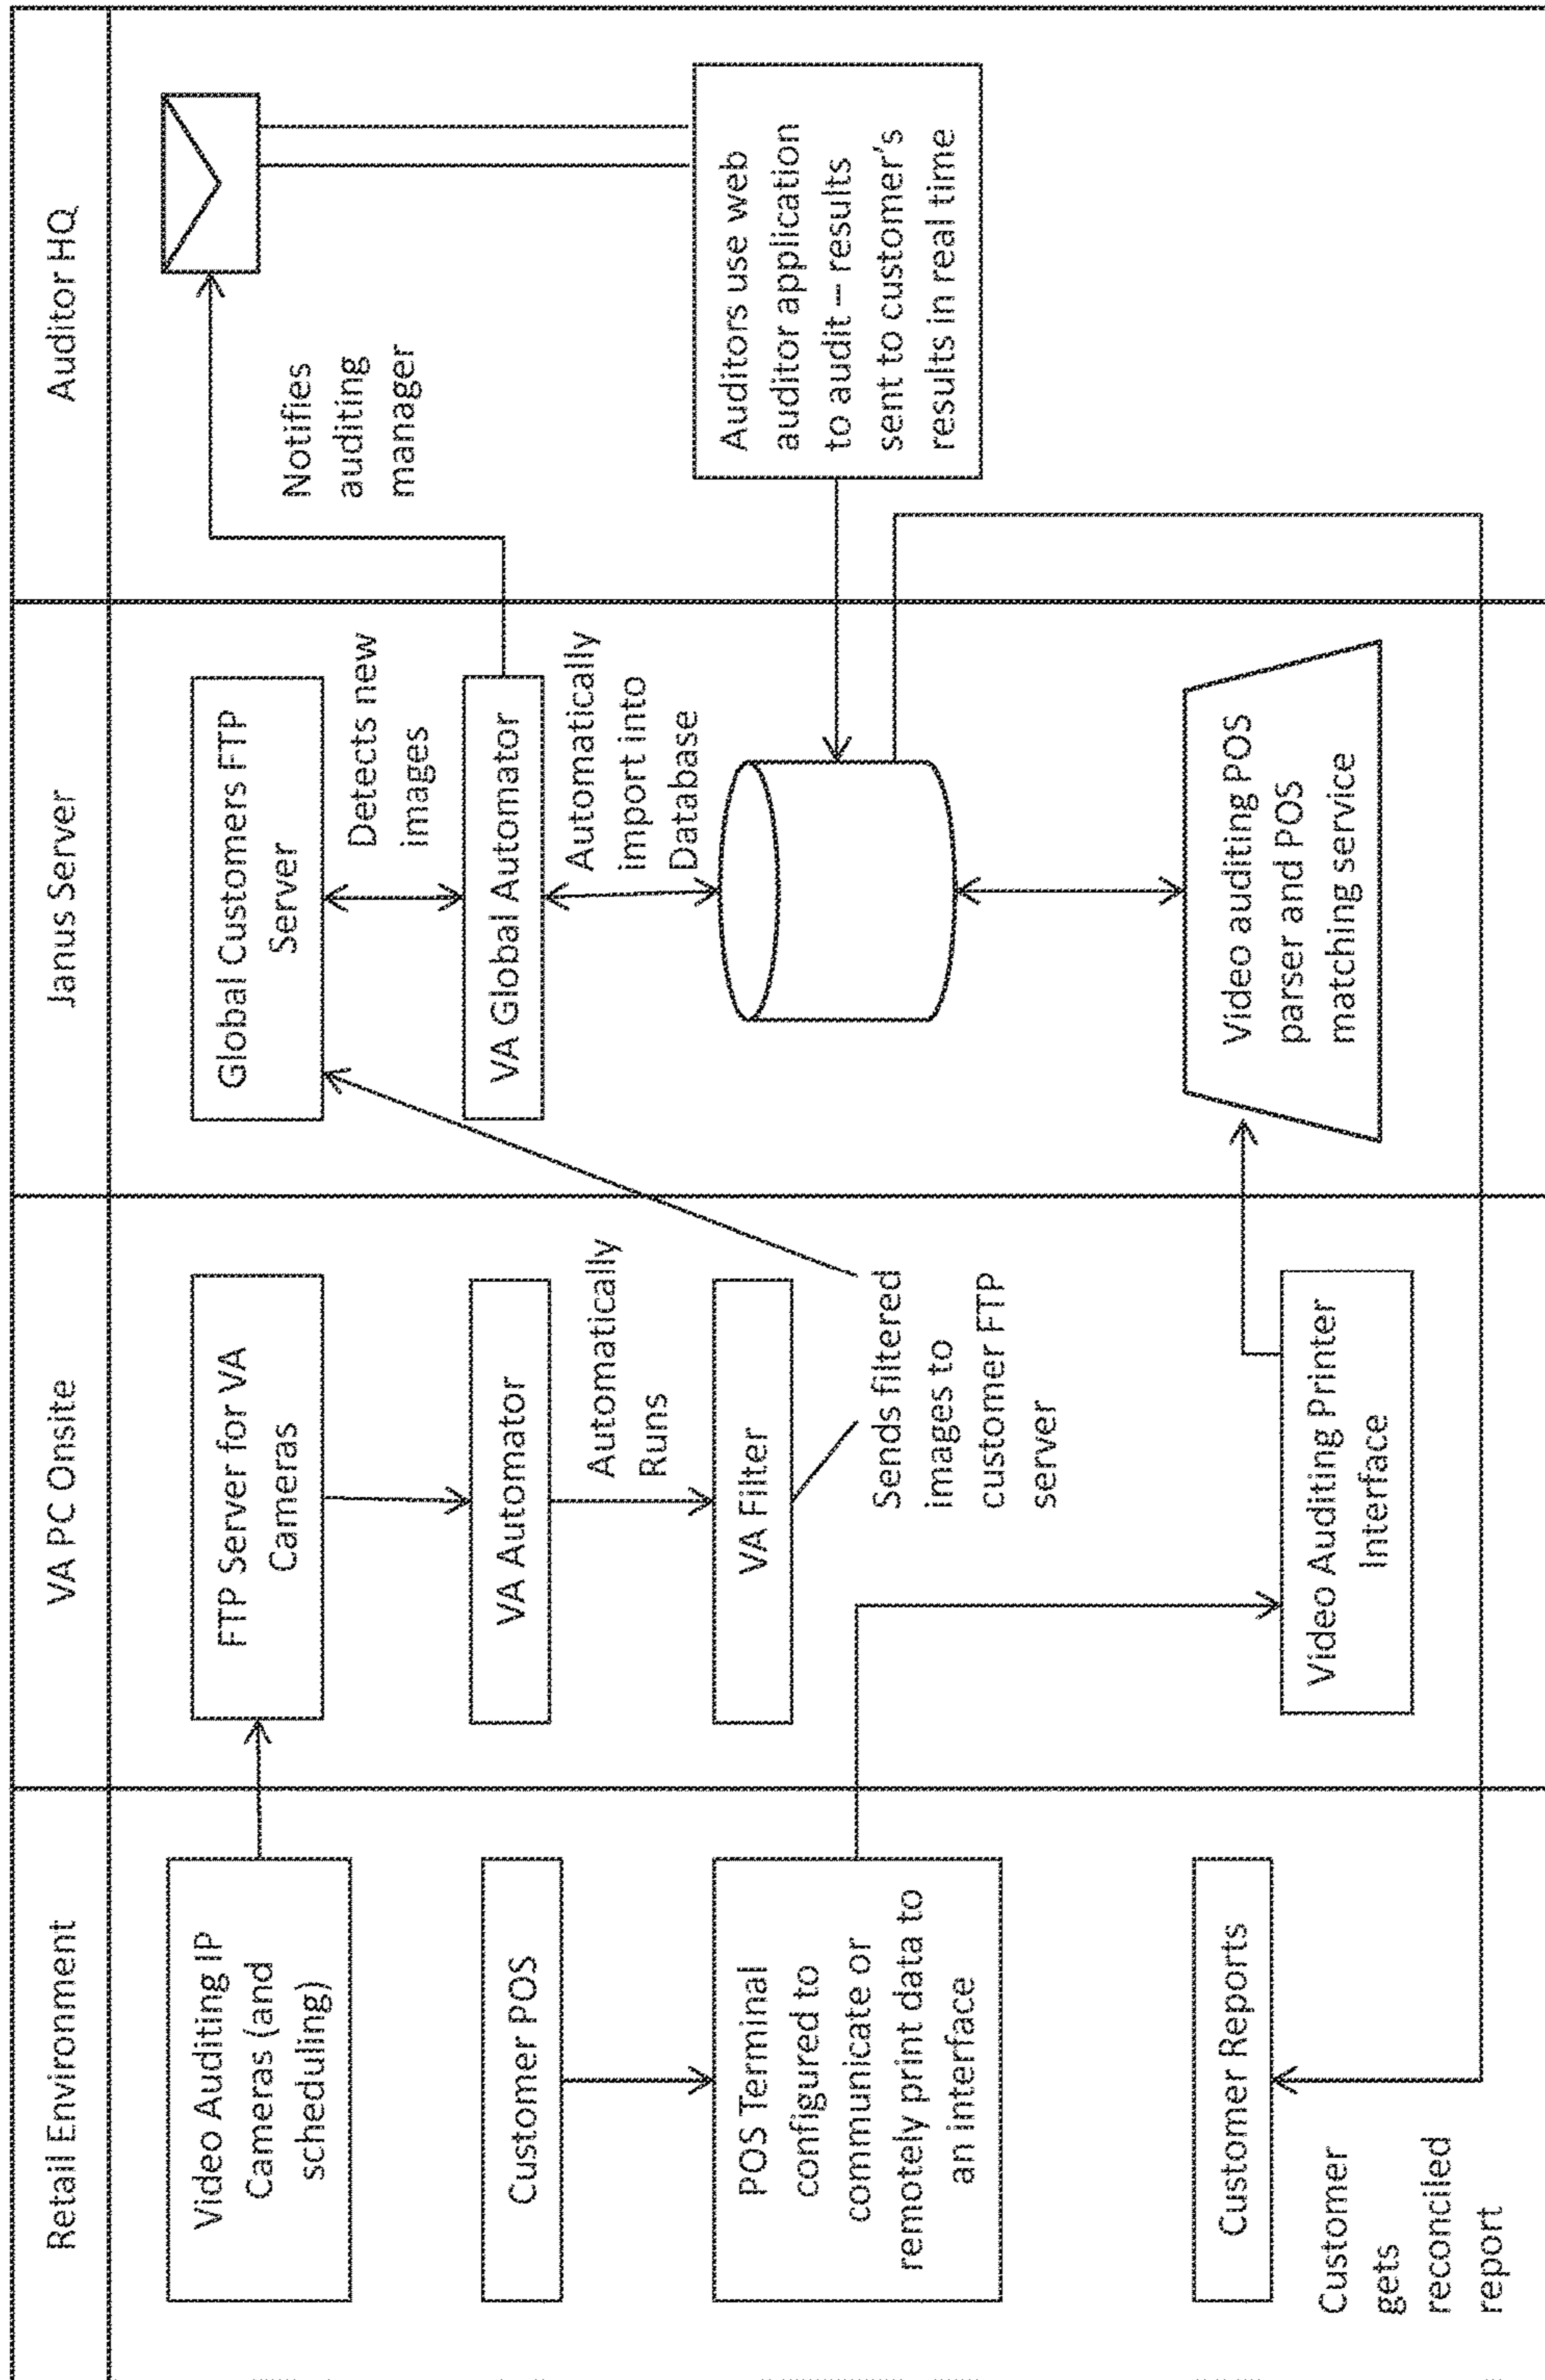 Retail Environment
Video Auditing IP
Cameras (and
scheduling)
Customer POS
POS Terminal
configured to
communicate or
remotely print data to
an interface
Customer Reports
Customer
gets
reconciled
report
VA PC Onsite
FTP Server for VA
Cameras
VA Automator
Automatically
Runs
VA Filter
Sends filtered
images to
customer FTP
server
Video Auditing Printer
Interface
Janus Server
Global Customers FTP
Server
Detects new
images
VA Global Automator
Automatically
import into
Database
Video auditing POS
parser and POS
matching service
Auditor HQ
Notifies
auditing
manager
Auditors use web
auditor application
to audit – results
sent to customer's
results in real time